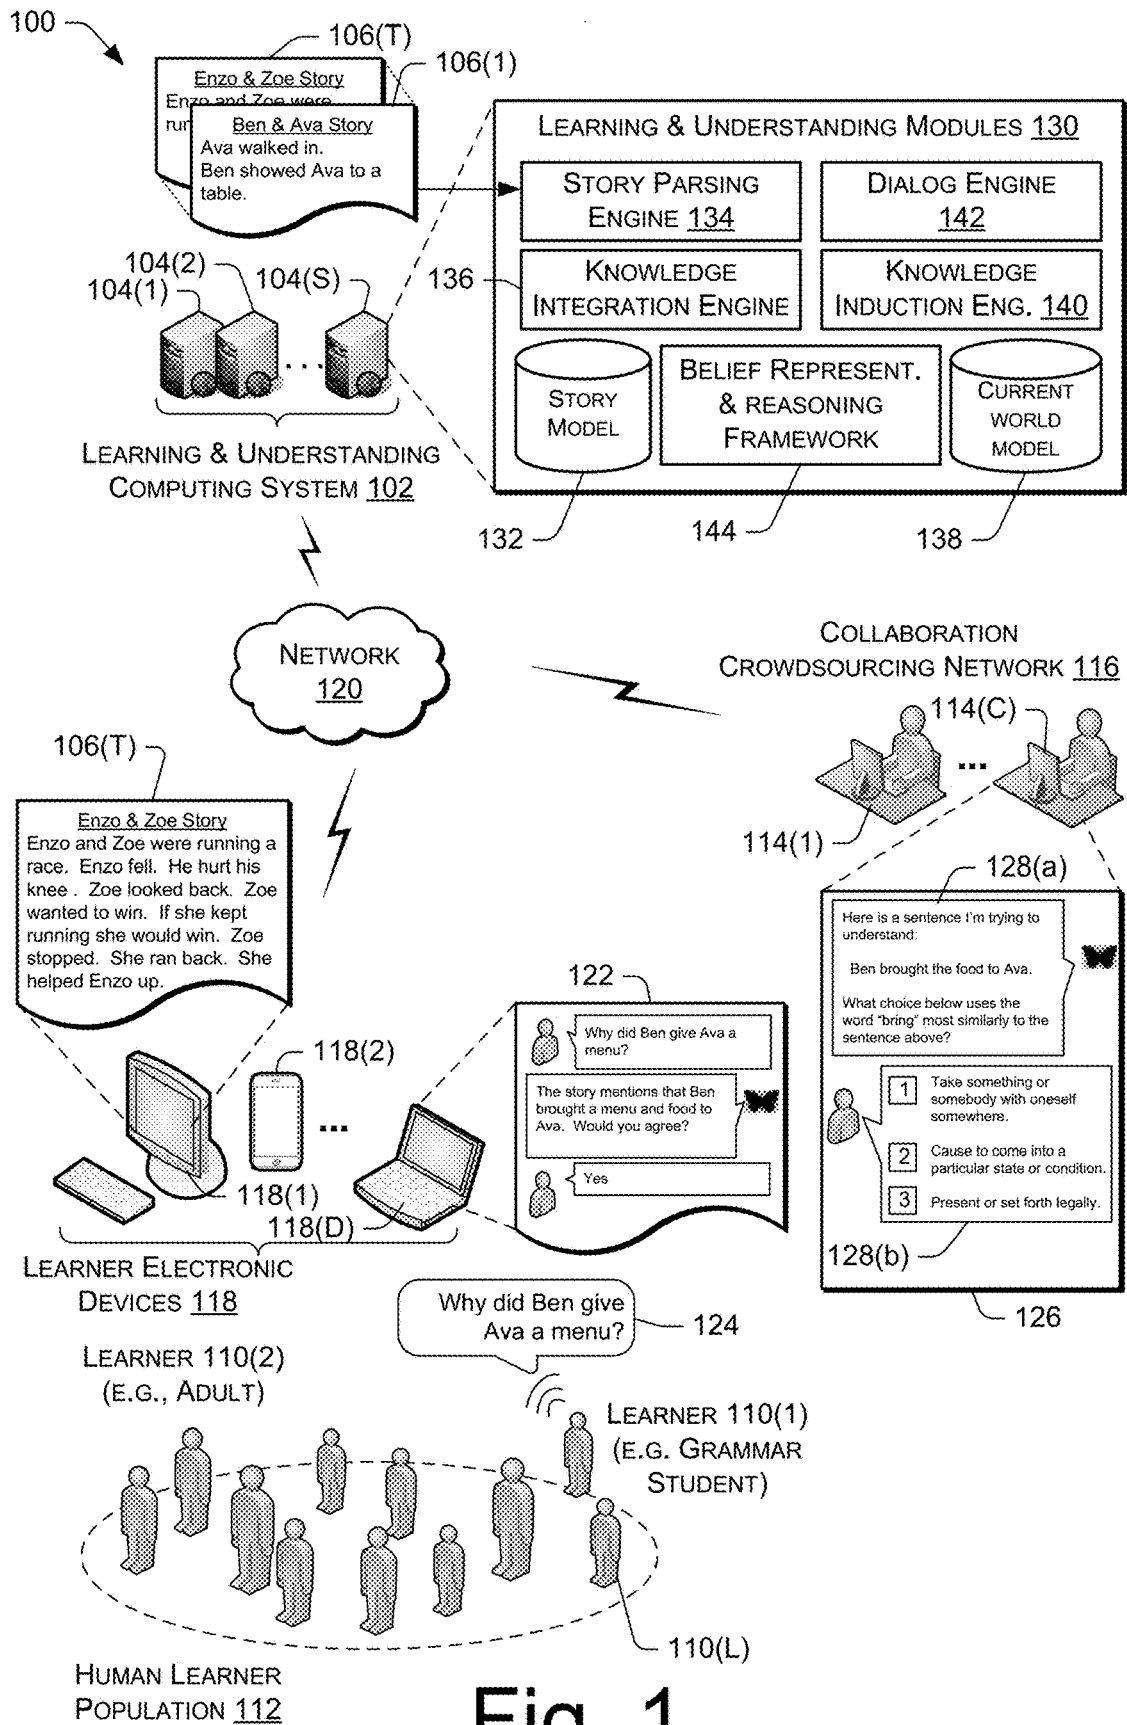 100
106(T)
106(1)
Enzo & Zoe Story
Enzo and Zoe were
run
Ben & Ava Story
Ava walked in.
Ben showed Ava to a
table.
LEARNING & UNDERSTANDING MODULES 130
STORY PARSING
ENGINE 134
DIALOG ENGINE
142
136
KNOWLEDGE
INTEGRATION ENGINE
KNOWLEDGE
INDUCTION ENG. 140
STORY
MODEL
BELIEF REPRESENT.
& REASONING
FRAMEWORK
CURRENT
WORLD
MODEL
132
144
138
104(1)
104(2)
104(S)
...
LEARNING & UNDERSTANDING
COMPUTING SYSTEM 102
NETWORK
120
COLLABORATION
CROWDSOURCING NETWORK 116
114(C)
...
114(1)
106(T)
Enzo & Zoe Story
Enzo and Zoe were running a
race. Enzo fell. He hurt his
knee . Zoe looked back. Zoe
wanted to win. If she kept
running she would win. Zoe
stopped. She ran back. She
helped Enzo up.
128(a)
Here is a sentence I'm trying to
understand:
Ben brought the food to Ava.
What choice below uses the
word "bring" most similarly to the
sentence above?
1 Take something or
somebody with oneself
somewhere.
2 Cause to come into a
particular state or condition.
3 Present or set forth legally.
128(b)
126
122
Why did Ben give Ava a
menu?
The story mentions that Ben
brought a menu and food to
Ava. Would you agree?
Yes
118(2)
...
118(1)
118(D)
LEARNER ELECTRONIC
DEVICES 118
Why did Ben give
Ava a menu?
124
LEARNER 110(2)
(E.G., ADULT)
LEARNER 110(1)
(E.G. GRAMMAR
STUDENT)
110(L)
HUMAN LEARNER
POPULATION 112
Fig. 1